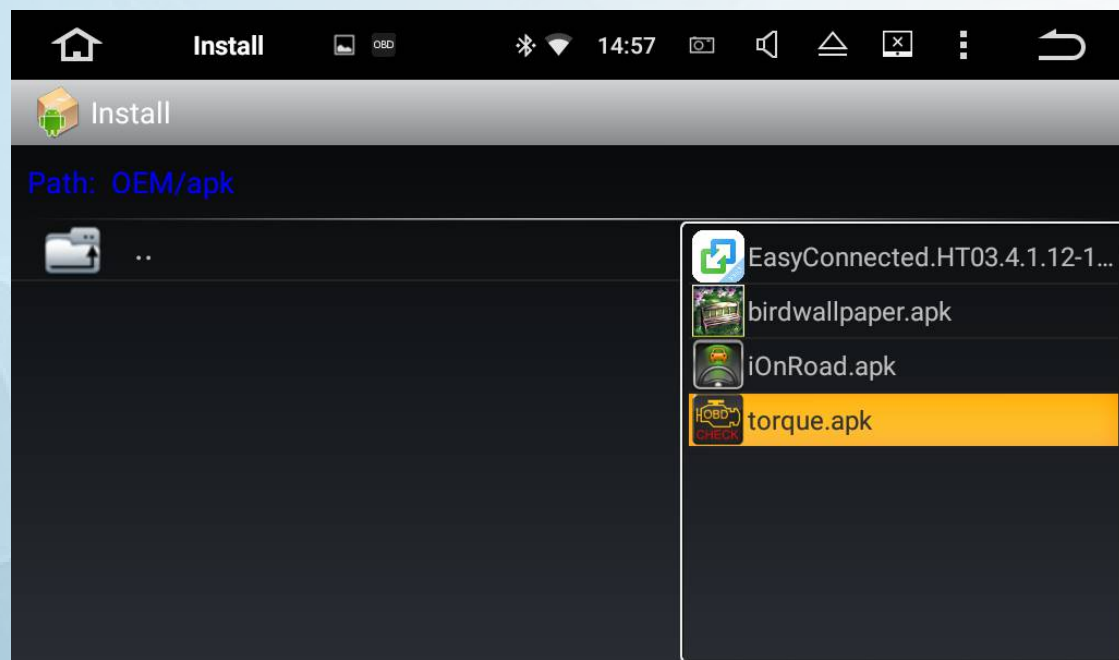 Install OBD 14:57
Install
Path: OEM/apk
..
EasyConnected.HT03.4.1.12-1...
birdwallpaper.apk
iOnRoad.apk
OBD
CHECK
torque.apk